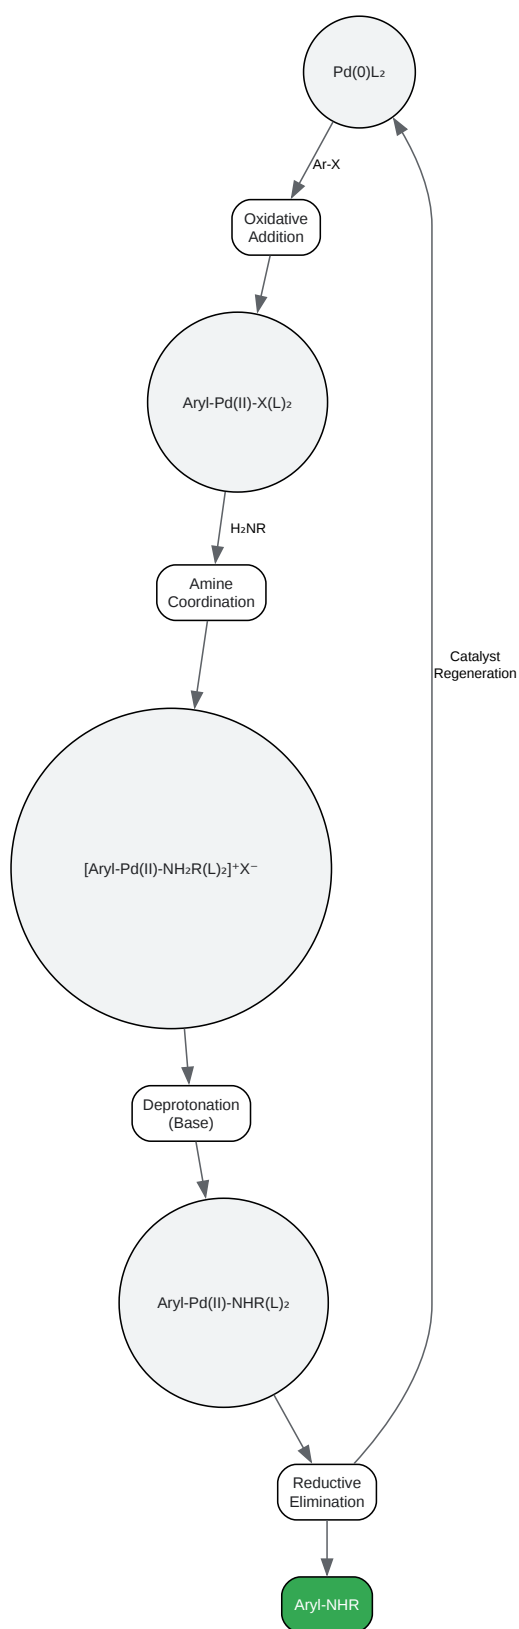 Pd(0)L₂
Ar-X
Oxidative
Addition
Aryl-Pd(II)-X(L)₂
H₂NR
Amine
Coordination
Catalyst
Regeneration
[Aryl-Pd(II)-NH₂R(L)₂]⁺X⁻
Deprotonation
(Base)
Aryl-Pd(II)-NHR(L)₂
Reductive
Elimination
Aryl-NHR